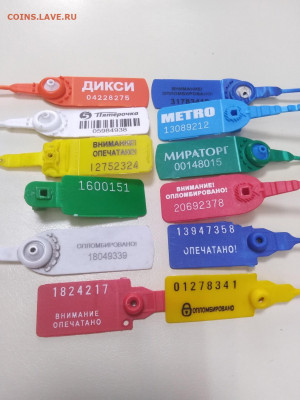 COINS.LAVE.RU
ДИКСИ
04228275
Пятёрочка
05984938
ВНИМАНИЕ!
ОПЕЧАТАНО!
12752324
1600151
ОПЛОМБИРОВАНО!
18049339
1824217
ВНИМАНИЕ
ОПЕЧАТАНО
METRO
13089212
МИРАТОРГ
00148015
ВНИМАНИЕ!
ОПЛОМБИРОВАНО!
20692378
13947358
ОПЕЧАТАНО!
01278341
ОПЛОМБИРОВАНО